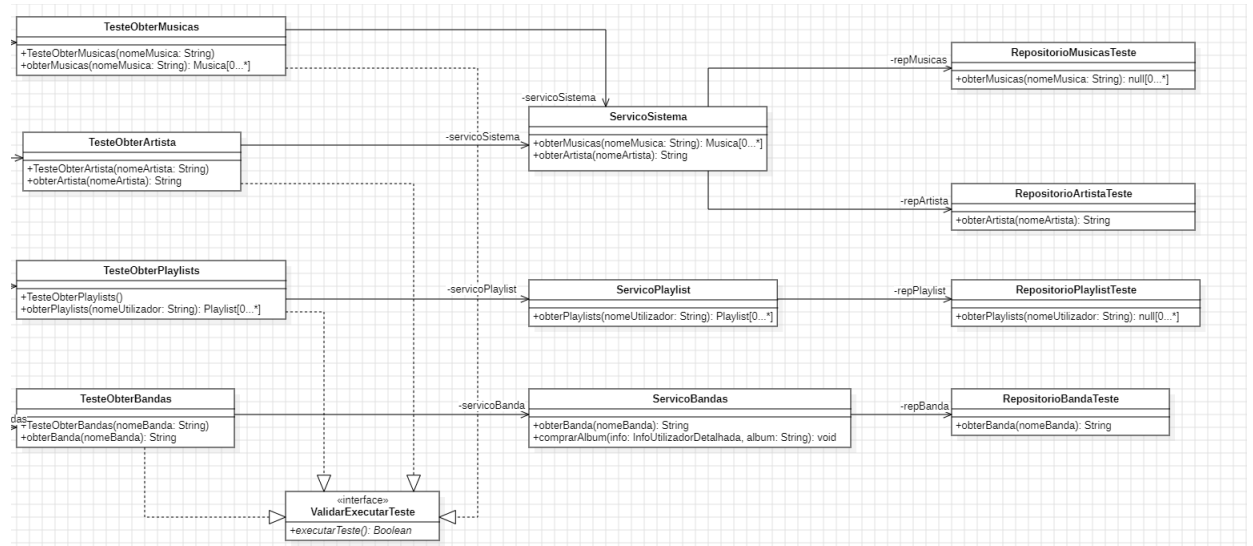 TesteObterMusicas
+TesteObterMusicas(nomeMusica: String)
+obterMusicas(nomeMusica: String): Musica[0...*]
-servicoSistema
RepositorioMusicasTeste
-repMusicas
+obterMusicas(nomeMusica: String): null[0...*]
TesteObterArtista
+TesteObterArtista(nomeArtista: String)
+obterArtista(nomeArtista): String
-servicoSistema
ServicoSistema
+obterMusicas(nomeMusica: String): Musica[0...*]
+obterArtista(nomeArtista): String
-repArtista
RepositorioArtistaTeste
+obterArtista(nomeArtista): String
TesteObterPlaylists
+TesteObterPlaylists()
+obterPlaylists(nomeUtilizador: String): Playlist[0...*]
-servicoPlaylist
ServicoPlaylist
+obterPlaylists(nomeUtilizador: String): Playlist[0...*]
-repPlaylist
RepositorioPlaylistTeste
+obterPlaylists(nomeUtilizador: String): null[0...*]
TesteObterBandas
das
+TesteObterBandas(nomeBanda: String)
+obterBanda(nomeBanda): String
-servicoBanda
ServicoBandas
+obterBanda(nomeBanda): String
+comprarAlbum(info: InfoUtilizadorDetalhada, album: String): void
-repBanda
RepositorioBandaTeste
+obterBanda(nomeBanda): String
«interface»
ValidarExecutarTeste
+executarTeste(): Boolean